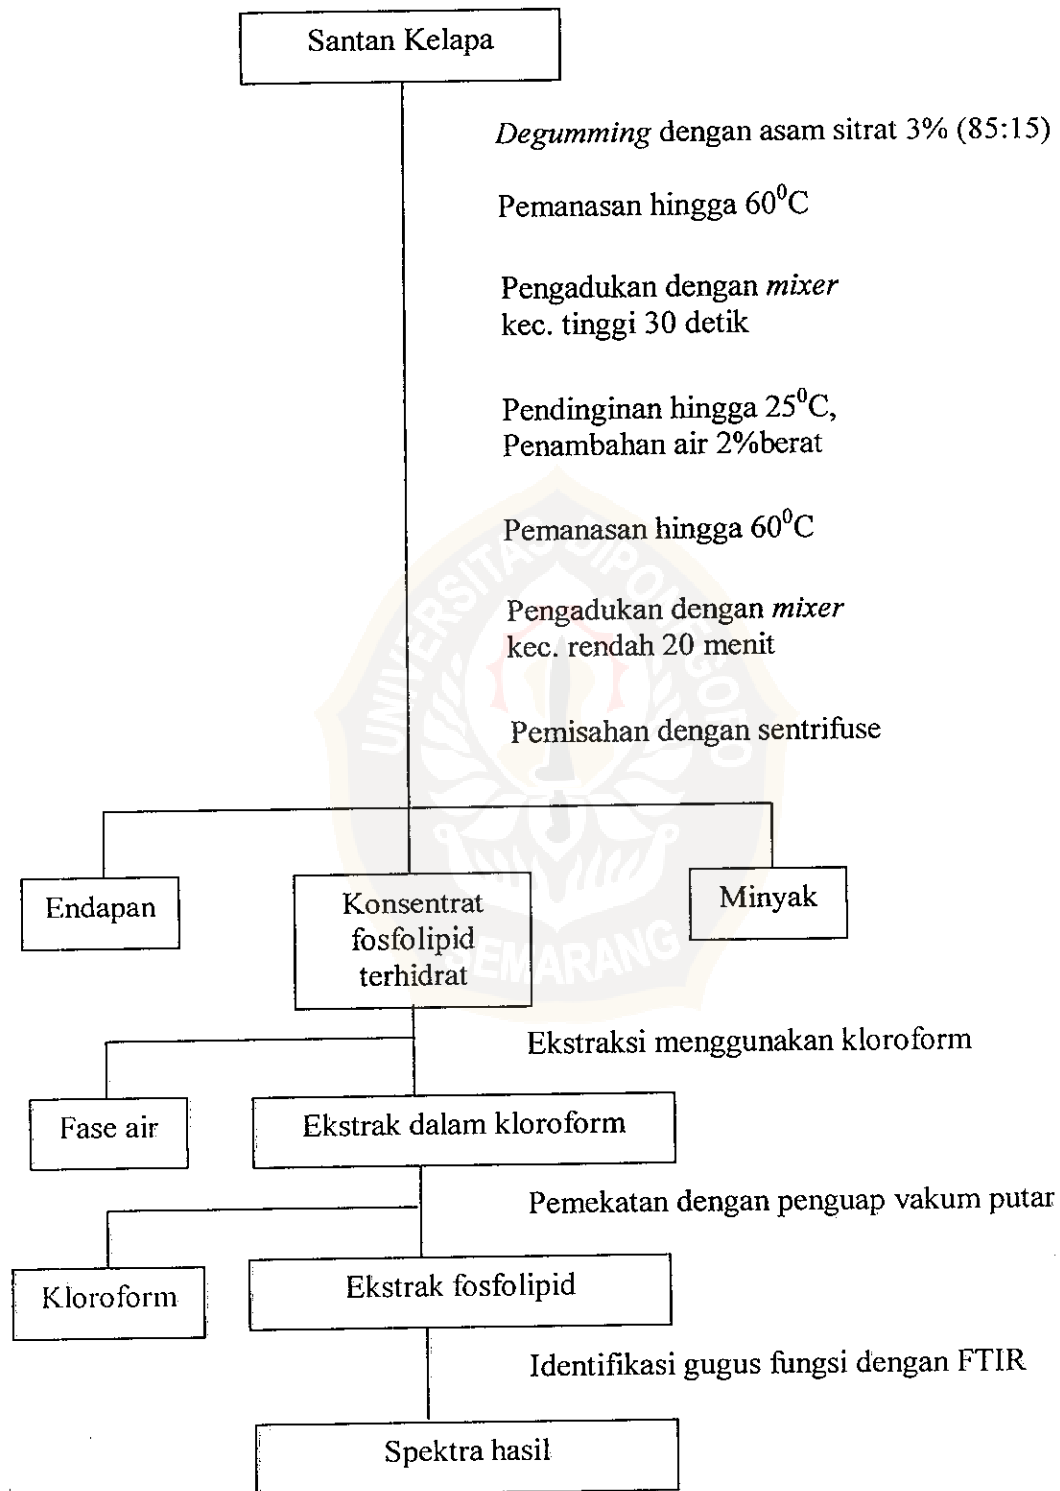 Santan Kelapa
Degumming dengan asam sitrat 3% (85:15)
Pemanasan hingga 60⁰C
Pengadukan dengan mixer
kec. tinggi 30 detik
Pendinginan hingga 25⁰C,
Penambahan air 2%berat
Pemanasan hingga 60⁰C
Pengadukan dengan mixer
kec. rendah 20 menit
Pemisahan dengan sentrifuse
Endapan
Konsentrat
fosfolipid
terhidrat
Minyak
Ekstraksi menggunakan kloroform
Fase air
Ekstrak dalam kloroform
Pemekatan dengan penguap vakum putar
Kloroform
Ekstrak fosfolipid
Identifikasi gugus fungsi dengan FTIR
Spektra hasil
UNIVERSITAS DIPONEGORO
SEMARANG